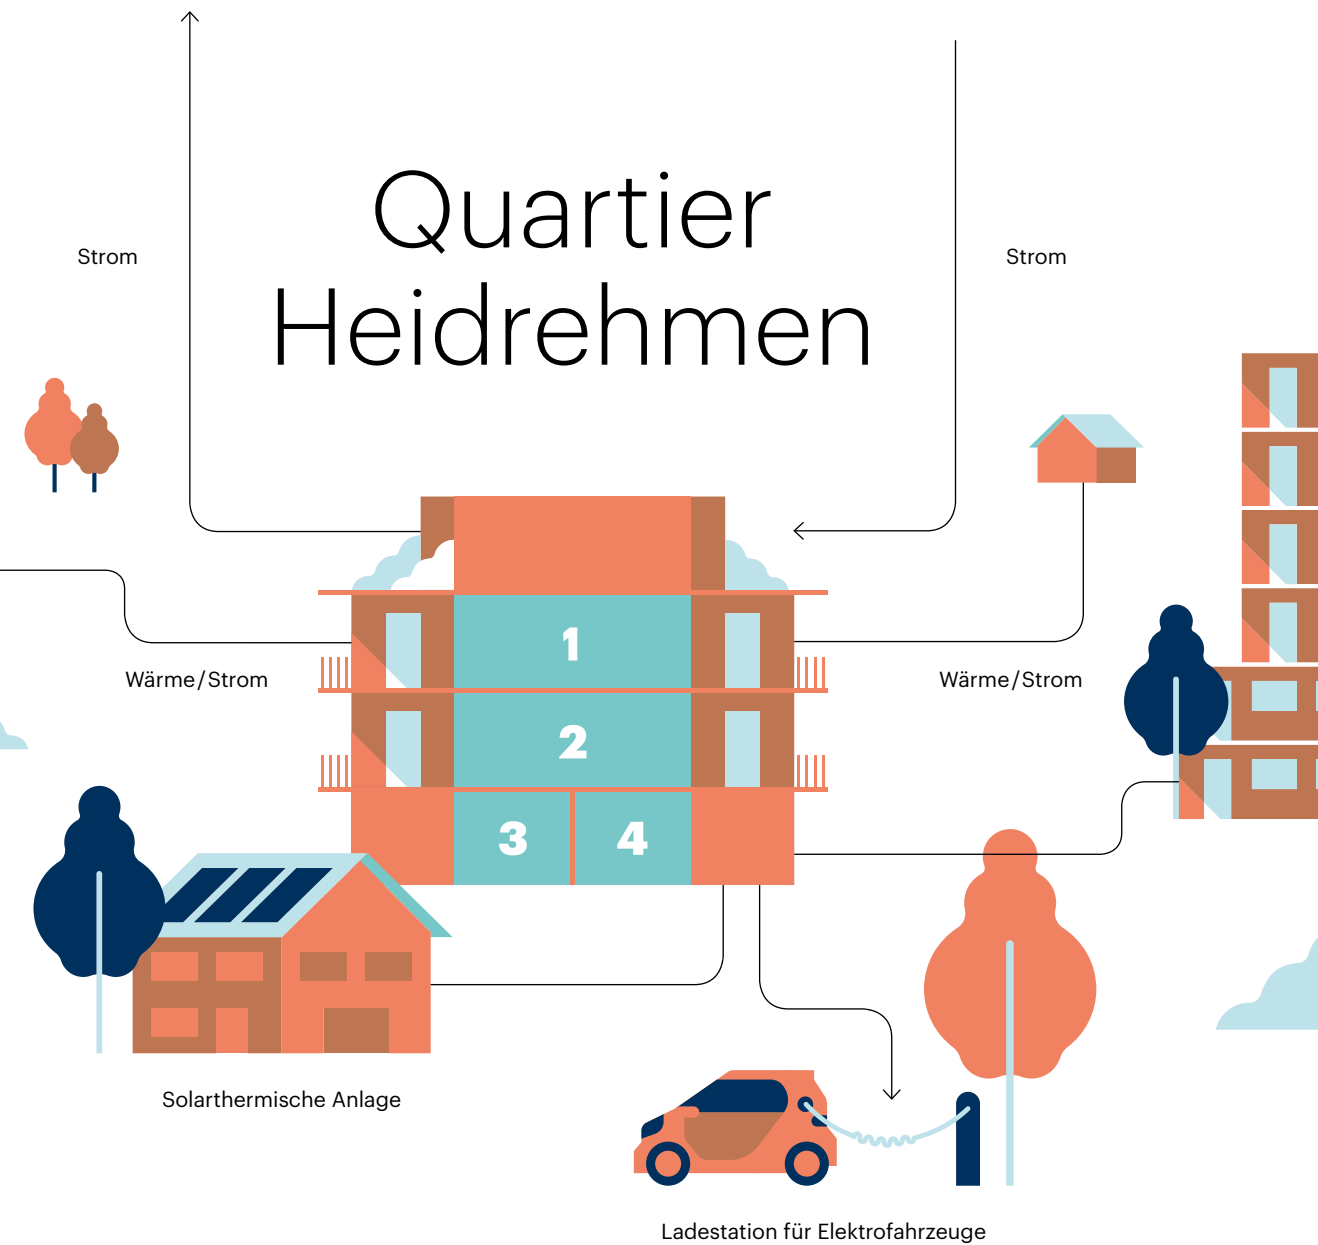 Quartier
Heidrehmen
Strom
Strom
Wärme/Strom
Wärme/Strom
1
2
3
4
Solarthermische Anlage
Ladestation für Elektrofahrzeuge